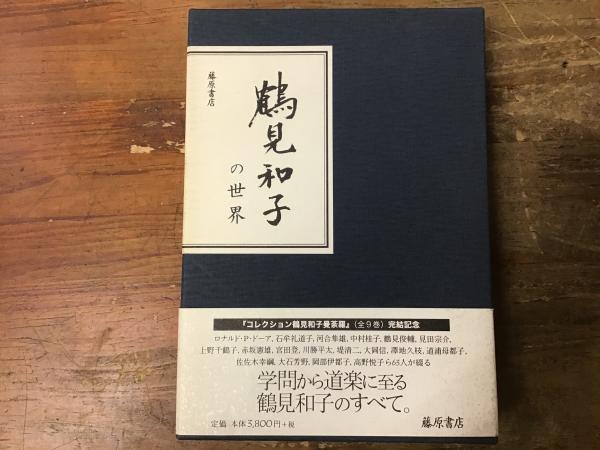 鶴見和子
の世界
藤原書店
『コレクション鶴見和子曼荼羅』(全9巻)完結記念
ロナルド・P・ドーア, 石牟礼道子, 河合隼雄, 中村桂子, 鶴見俊輔, 見田宗介,
上野千鶴子, 赤坂憲雄, 宮田登, 川勝平太, 堤清二, 大岡信, 澤地久枝, 道浦母都子,
佐佐木幸綱, 大石芳野, 岡部伊都子, 高野悦子ら65人が綴る
学問から道楽に至る
鶴見和子のすべて。
定価 本体3,800円+税
藤原書店